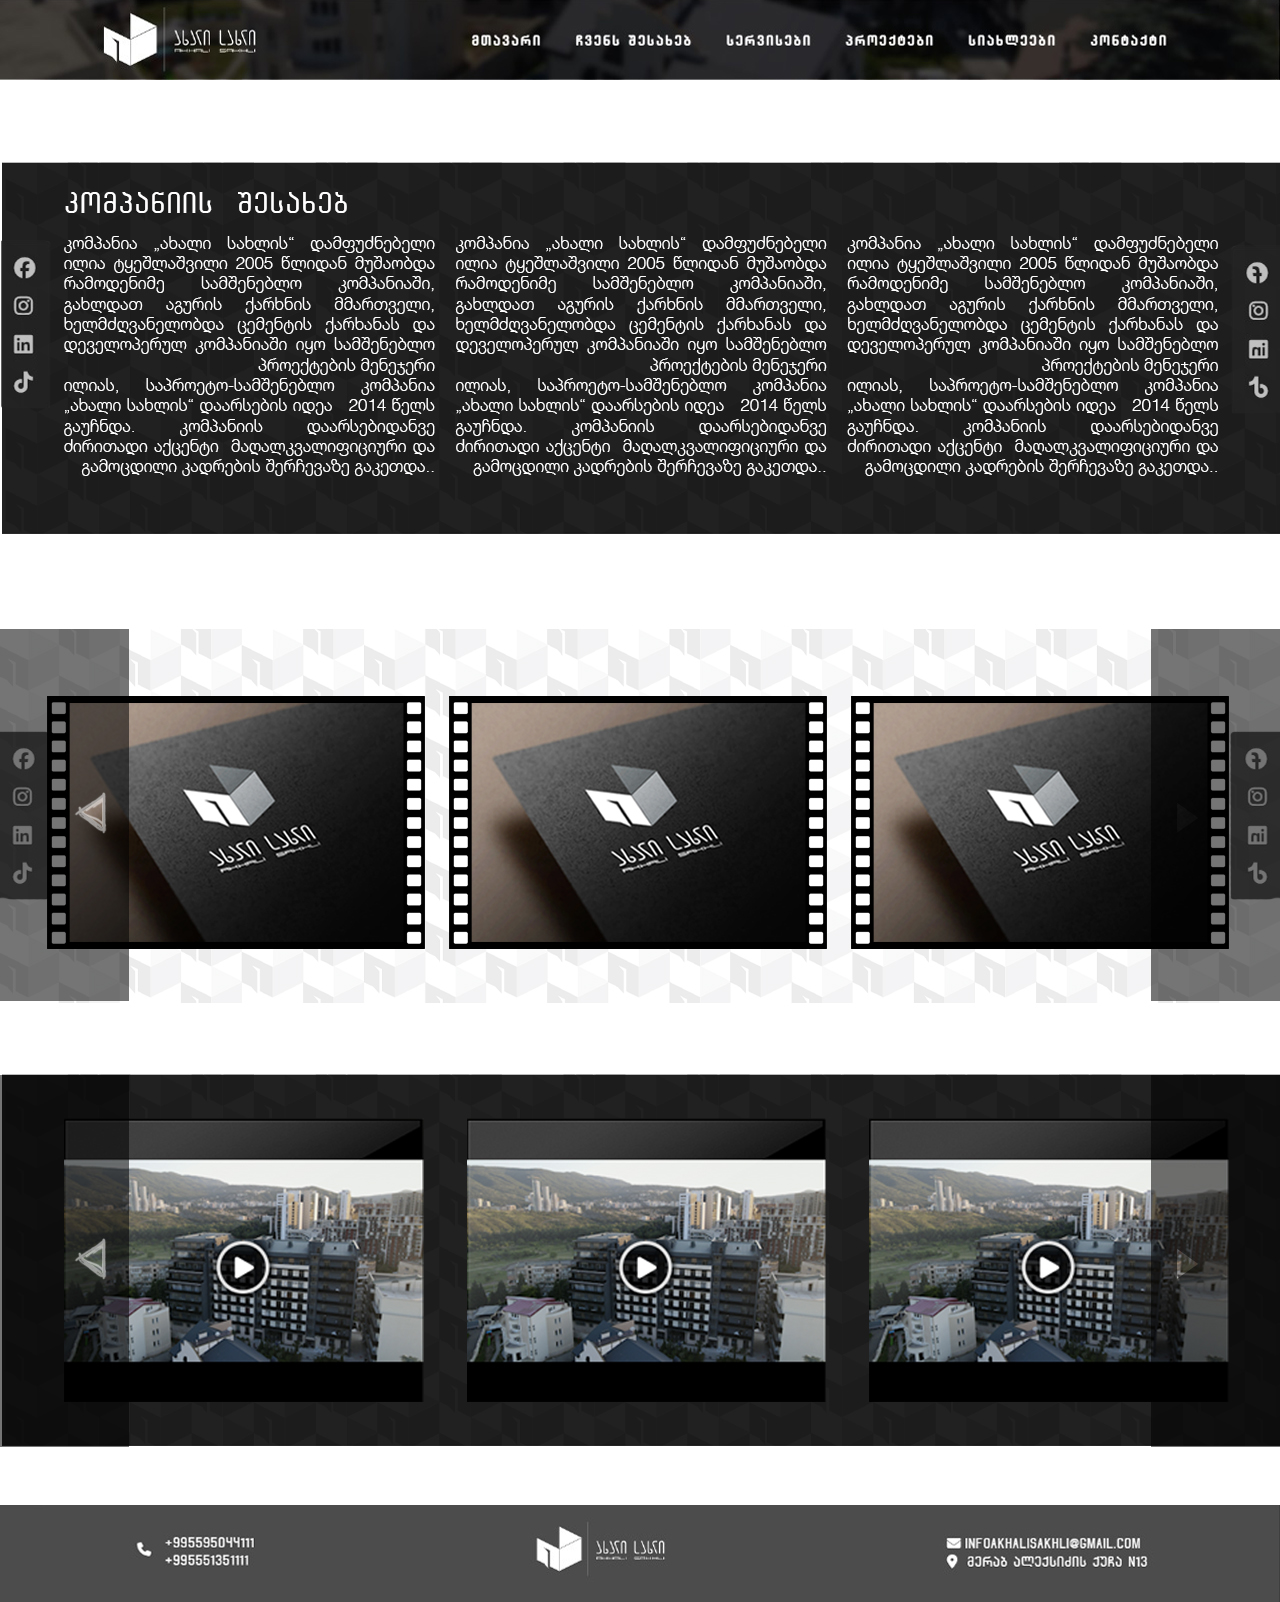 ახალი სახლი
AKHALI SAKHLI
მთავარი ჩვენს შესახებ სერვისები პროექტები სიახლეები კონტაქტი
კომპანიის შესახებ
კომპანია „ახალი სახლის“ დამფუძნებელი
ილია ტყეშლაშვილი 2005 წლიდან მუშაობდა
რამოდენიმე სამშენებლო კომპანიაში,
გახლდათ აგურის ქარხნის მმართველი,
ხელმძღვანელობდა ცემენტის ქარხანას და
დეველოპერულ კომპანიაში იყო სამშენებლო
პროექტების მენეჯერი
ილიას, საპროეტო-სამშენებლო კომპანია
„ახალი სახლის“ დაარსების იდეა 2014 წელს
გაუჩნდა. კომპანიის დაარსებიდანვე
ძირითადი აქცენტი მაღალკვალიფიციური და
გამოცდილი კადრების შერჩევაზე გაკეთდა..
კომპანია „ახალი სახლის“ დამფუძნებელი
ილია ტყეშლაშვილი 2005 წლიდან მუშაობდა
რამოდენიმე სამშენებლო კომპანიაში,
გახლდათ აგურის ქარხნის მმართველი,
ხელმძღვანელობდა ცემენტის ქარხანას და
დეველოპერულ კომპანიაში იყო სამშენებლო
პროექტების მენეჯერი
ილიას, საპროეტო-სამშენებლო კომპანია
„ახალი სახლის“ დაარსების იდეა 2014 წელს
გაუჩნდა. კომპანიის დაარსებიდანვე
ძირითადი აქცენტი მაღალკვალიფიციური და
გამოცდილი კადრების შერჩევაზე გაკეთდა..
კომპანია „ახალი სახლის“ დამფუძნებელი
ილია ტყეშლაშვილი 2005 წლიდან მუშაობდა
რამოდენიმე სამშენებლო კომპანიაში,
გახლდათ აგურის ქარხნის მმართველი,
ხელმძღვანელობდა ცემენტის ქარხანას და
დეველოპერულ კომპანიაში იყო სამშენებლო
პროექტების მენეჯერი
ილიას, საპროეტო-სამშენებლო კომპანია
„ახალი სახლის“ დაარსების იდეა 2014 წელს
გაუჩნდა. კომპანიის დაარსებიდანვე
ძირითადი აქცენტი მაღალკვალიფიციური და
გამოცდილი კადრების შერჩევაზე გაკეთდა..
ახალი სახლი
AKHALI SAKHLI
ახალი სახლი
AKHALI SAKHLI
ახალი სახლი
AKHALI SAKHLI
+995595044111
+995551351111
ახალი სახლი
AKHALI SAKHLI
INFOAKHALISAKHLI@GMAIL.COM
მერაბ ალექსიძის ქუჩა N13